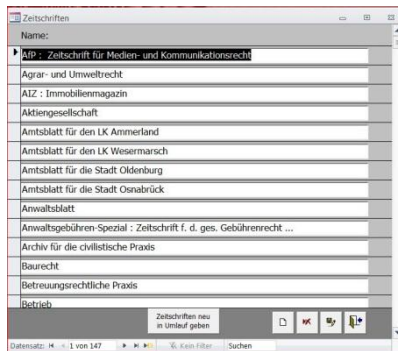 Zeitschriften
Name:
AfP : Zeitschrift für Medien- und Kommunikationsrecht
Agrar- und Umweltrecht
AIZ : Immobilienmagazin
Aktiengesellschaft
Amtsblatt für den LK Ammerland
Amtsblatt für den LK Wesermarsch
Amtsblatt für die Stadt Oldenburg
Amtsblatt für die Stadt Osnabrück
Anwaltsblatt
Anwaltsgebühren-Spezial : Zeitschrift f. d. ges. Gebührenrecht ...
Archiv für die civilistische Praxis
Baurecht
Betreuungsrechtliche Praxis
Betrieb
Zeitschriften neu
in Umlauf geben
Datensatz: 1 von 147 Kein Filter Suchen